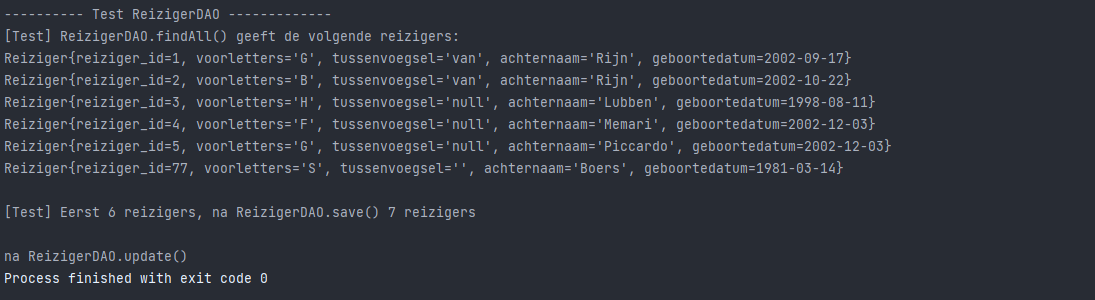 ---------- Test ReizigerDAO -------------
[Test] ReizigerDAO.findAll() geeft de volgende reizigers:
Reiziger{reiziger_id=1, voorletters='G', tussenvoegsel='van', achternaam='Rijn', geboortedatum=2002-09-17}
Reiziger{reiziger_id=2, voorletters='B', tussenvoegsel='van', achternaam='Rijn', geboortedatum=2002-10-22}
Reiziger{reiziger_id=3, voorletters='H', tussenvoegsel='null', achternaam='Lubben', geboortedatum=1998-08-11}
Reiziger{reiziger_id=4, voorletters='F', tussenvoegsel='null', achternaam='Memari', geboortedatum=2002-12-03}
Reiziger{reiziger_id=5, voorletters='G', tussenvoegsel='null', achternaam='Piccardo', geboortedatum=2002-12-03}
Reiziger{reiziger_id=77, voorletters='S', tussenvoegsel='', achternaam='Boers', geboortedatum=1981-03-14}
[Test] Eerst 6 reizigers, na ReizigerDAO.save() 7 reizigers
na ReizigerDAO.update()
Process finished with exit code 0